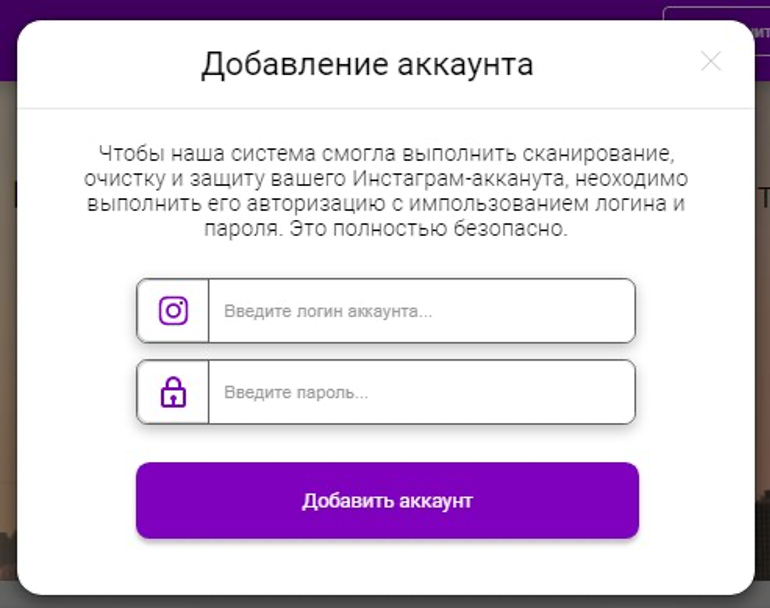 Добавление аккаунта
Чтобы наша система смогла выполнить сканирование,
очистку и защиту вашего Инстаграм-акканута, неоходимо
выполнить его авторизацию с импользованием логина и
пароля. Это полностью безопасно.
Введите логин аккаунта...
Введите пароль...
Добавить аккаунт